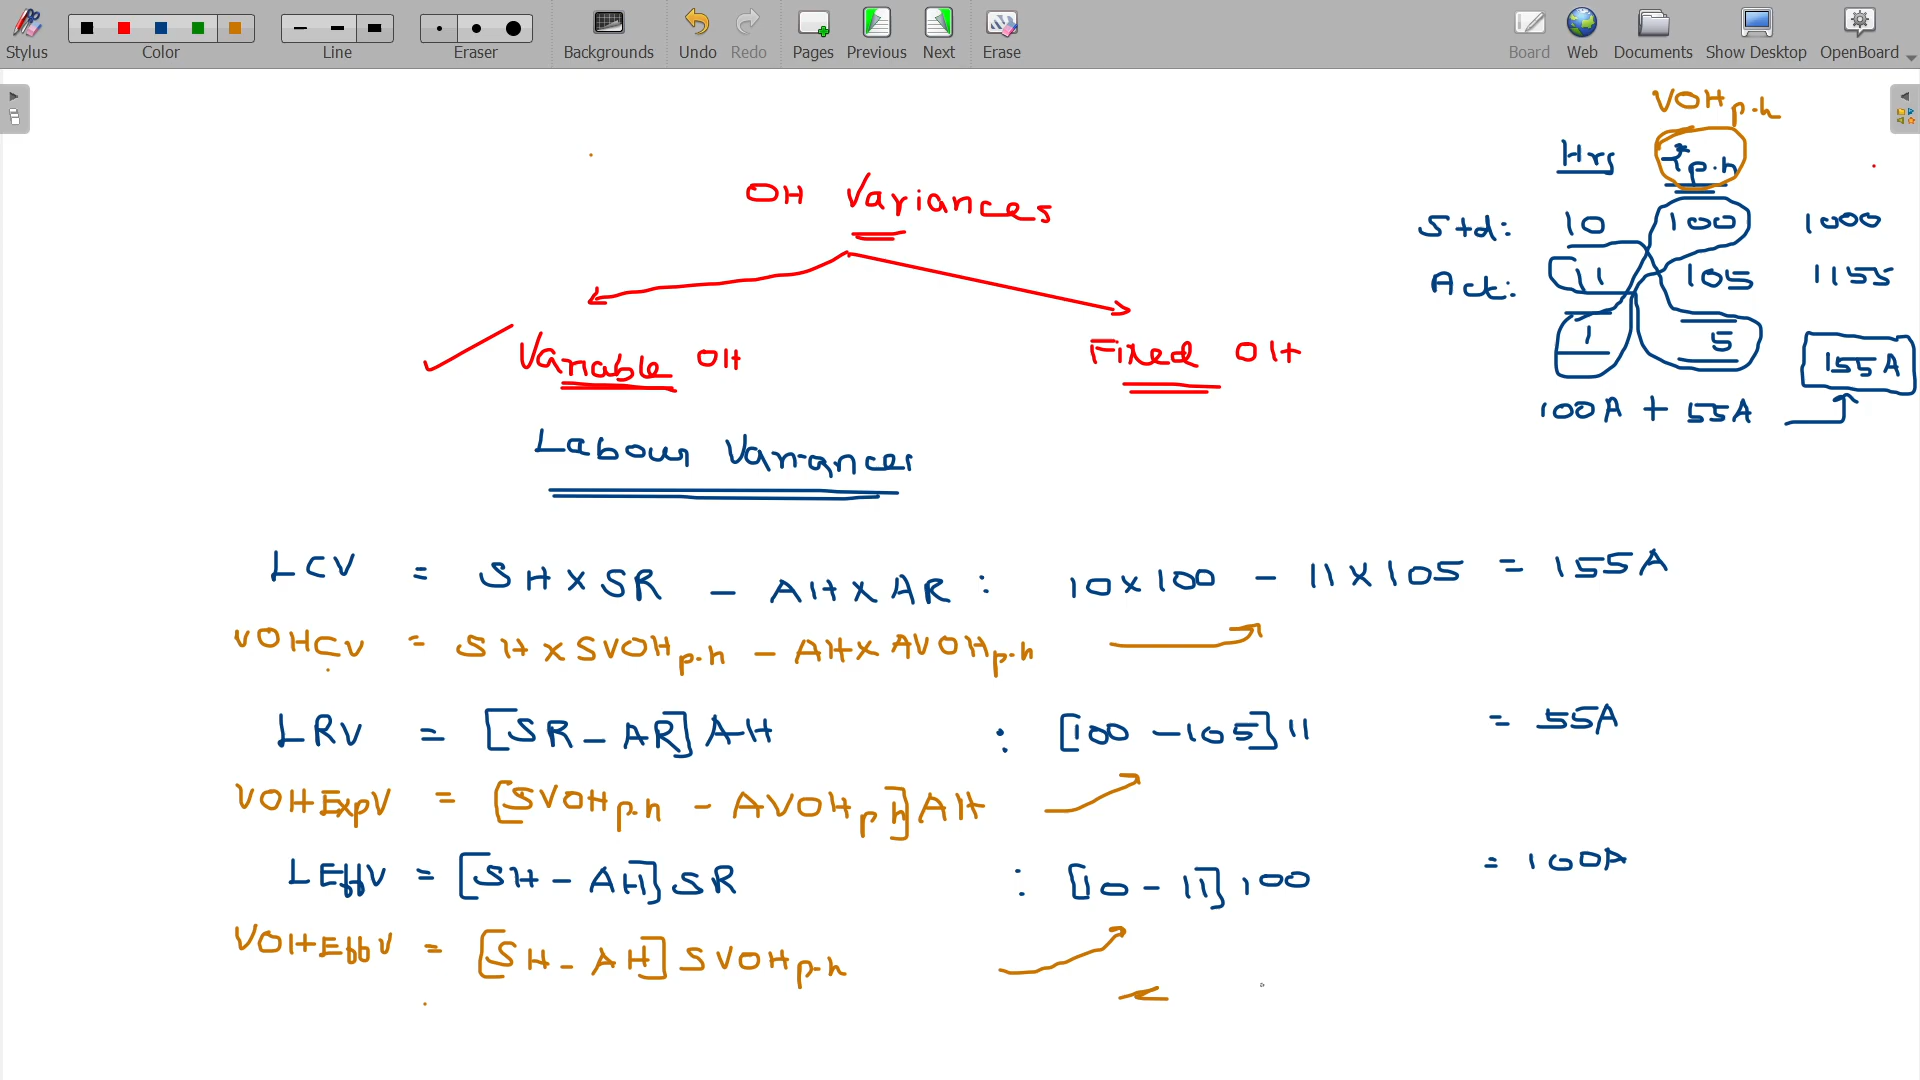 Stylus Color Line Eraser Backgrounds Undo Redo Pages Previous Next Erase Board Web Documents Show Desktop OpenBoard
VOH p.h
Hrs ₹ p.h
Std: 10 100 1000
Act: 11 105 1155
1 5 155A
100A + 55A
OH Variances
Variable OH Fixed OH
Labour Variances
LCV = SH x SR - AH x AR : 10 x 100 - 11 x 105 = 155A
VOHCV = SH x SVOH p.h - AH x AVOH p.h
LRV = [SR - AR] AH : [100 - 105] 11 = 55A
VOHExpV = [SVOH p.h - AVOH p h] AH
LEffV = [SH - AH] SR : [10 - 11] 100 = 100A
VOHEffV = [SH - AH] SVOH p.h